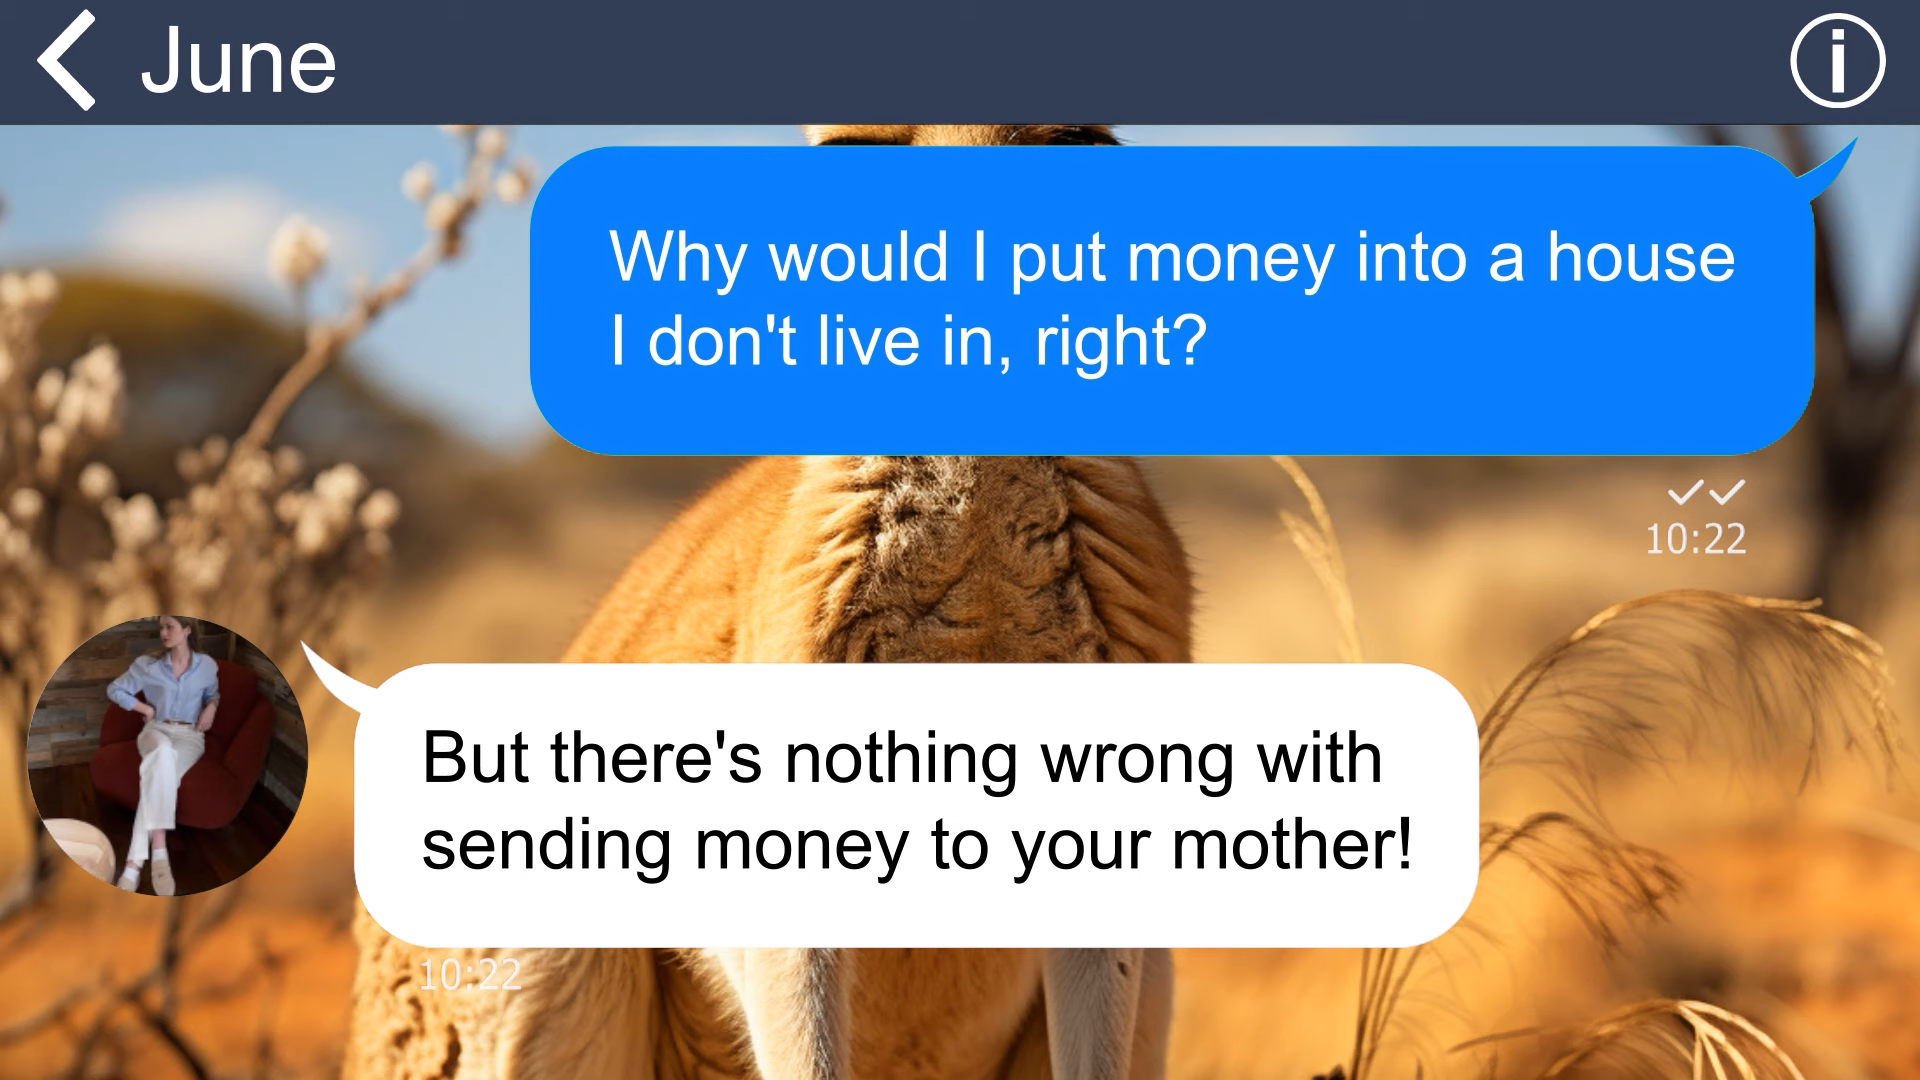 June
Why would I put money into a house
I don't live in, right?
10:22
But there's nothing wrong with
sending money to your mother!
10:22